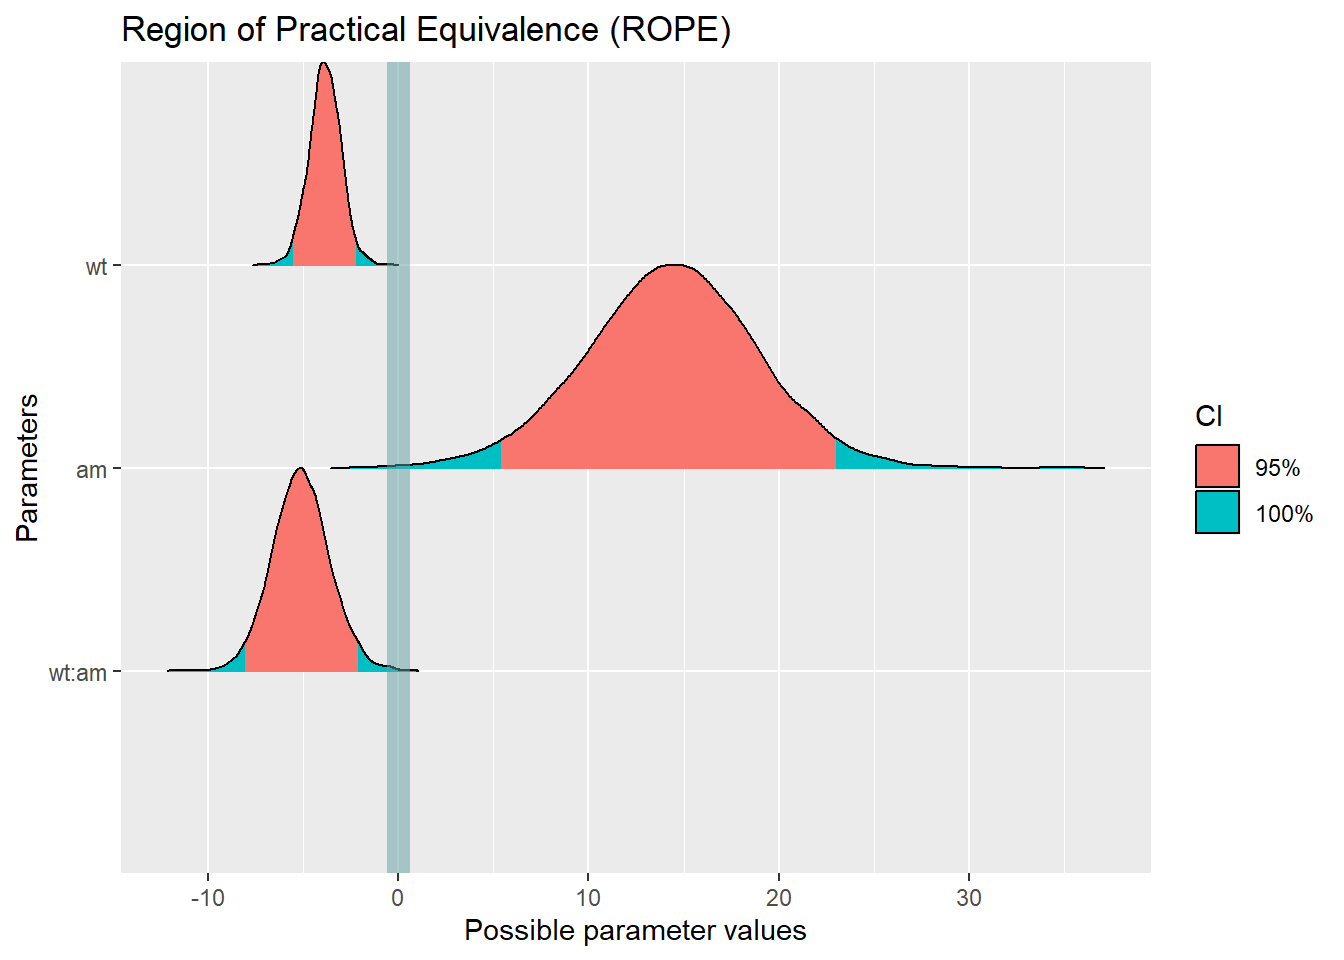 Region of Practical Equivalence (ROPE)
wt
am
wt:am
Parameters
-10
0
10
20
30
Possible parameter values
CI
95%
100%